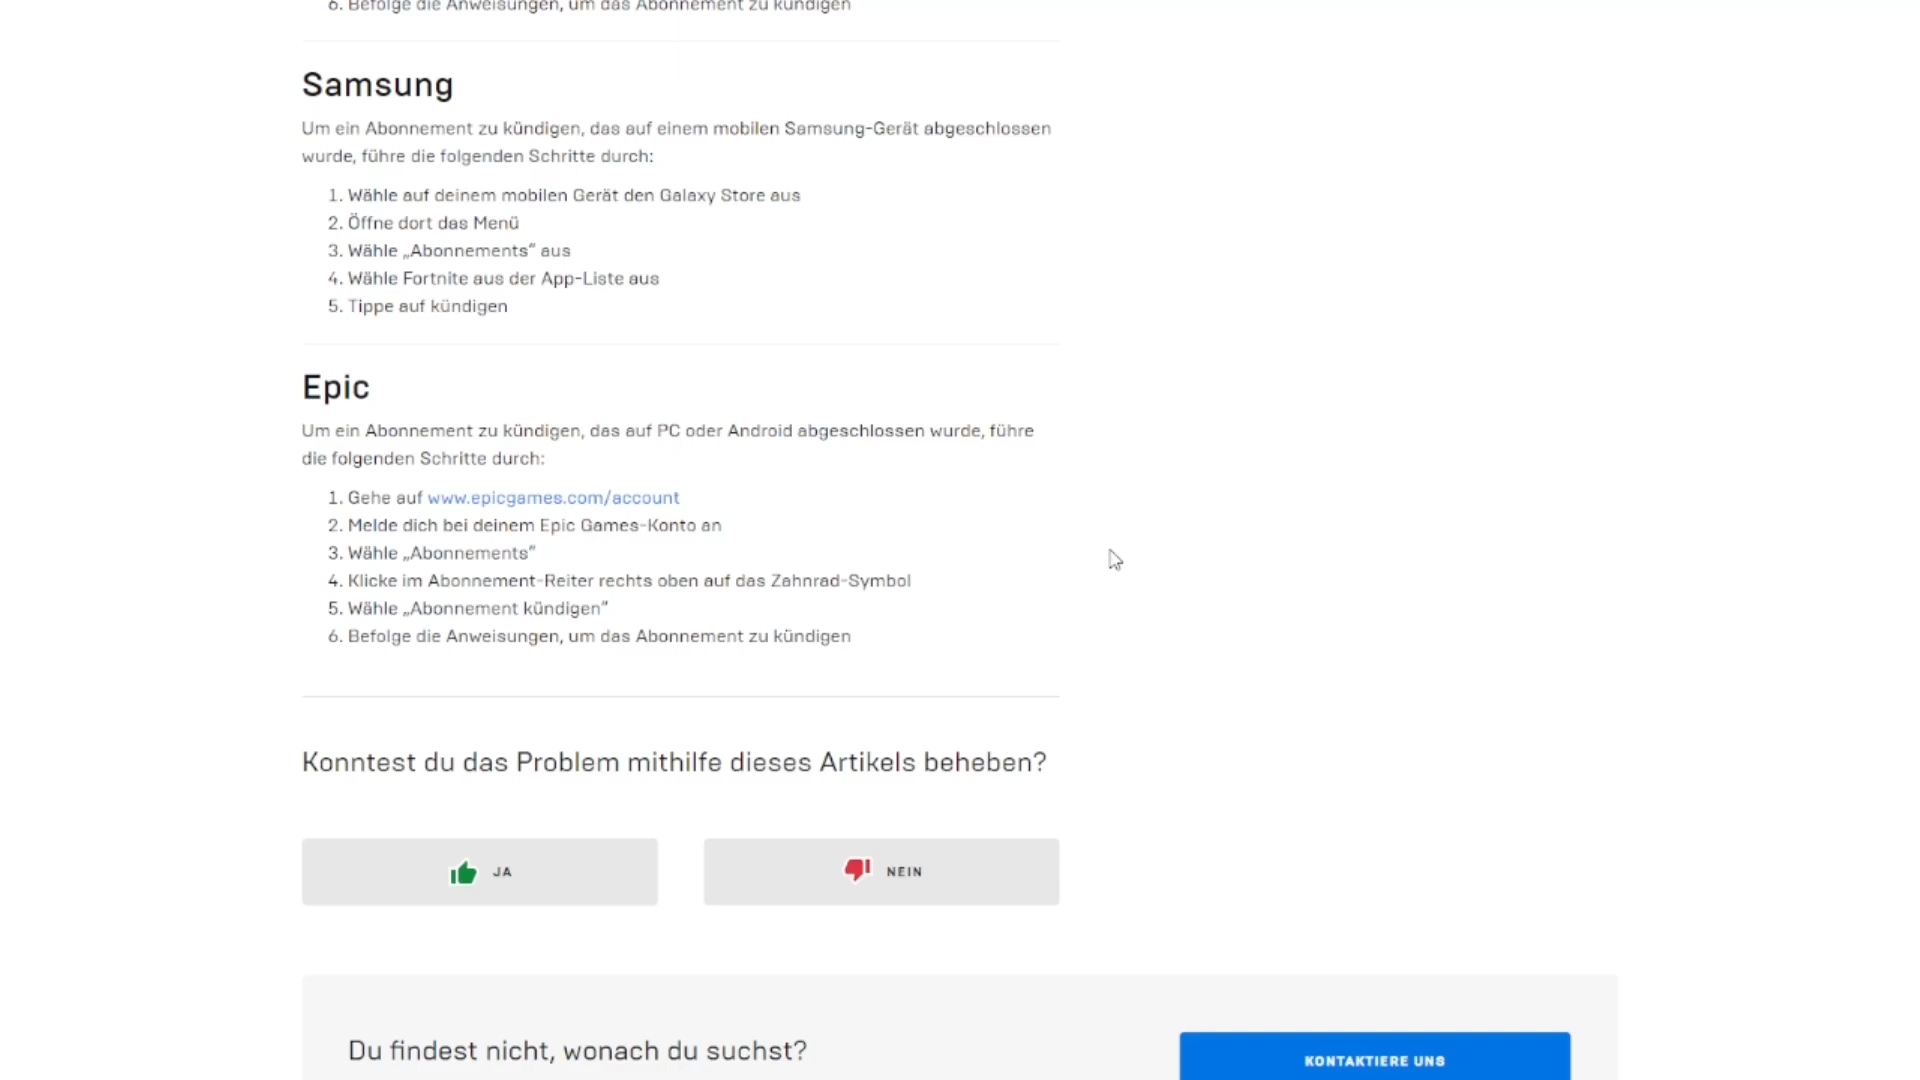 6. Befolge die Anweisungen, um das Abonnement zu kündigen
Samsung
Um ein Abonnement zu kündigen, das auf einem mobilen Samsung-Gerät abgeschlossen
wurde, führe die folgenden Schritte durch:
1. Wähle auf deinem mobilen Gerät den Galaxy Store aus
2. Öffne dort das Menü
3. Wähle „Abonnements“ aus
4. Wähle Fortnite aus der App-Liste aus
5. Tippe auf kündigen
Epic
Um ein Abonnement zu kündigen, das auf PC oder Android abgeschlossen wurde, führe
die folgenden Schritte durch:
1. Gehe auf www.epicgames.com/account
2. Melde dich bei deinem Epic Games-Konto an
3. Wähle „Abonnements“
4. Klicke im Abonnement-Reiter rechts oben auf das Zahnrad-Symbol
5. Wähle „Abonnement kündigen“
6. Befolge die Anweisungen, um das Abonnement zu kündigen
Konntest du das Problem mithilfe dieses Artikels beheben?
JA
NEIN
Du findest nicht, wonach du suchst?
KONTAKTIERE UNS